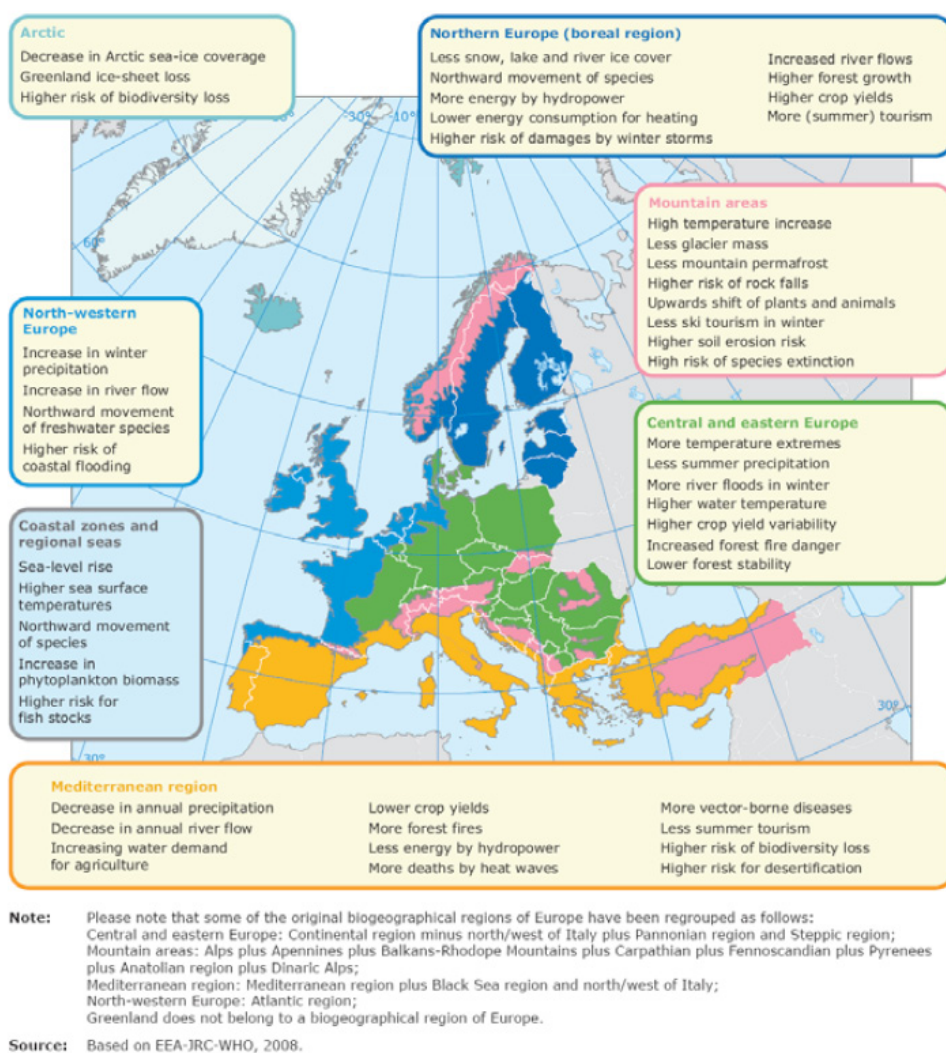 Arctic
Decrease in Arctic sea-ice coverage
Greenland ice-sheet loss
Higher risk of biodiversity loss
Northern Europe (boreal region)
Less snow, lake and river ice cover
Northward movement of species
More energy by hydropower
Lower energy consumption for heating
Higher risk of damages by winter storms
Increased river flows
Higher forest growth
Higher crop yields
More (summer) tourism
-30°
-10°
60°
Mountain areas
High temperature increase
Less glacier mass
Less mountain permafrost
Higher risk of rock falls
Upwards shift of plants and animals
Less ski tourism in winter
Higher soil erosion risk
High risk of species extinction
North-western
Europe
Increase in winter
precipitation
Increase in river flow
Northward movement
of freshwater species
Higher risk of
coastal flooding
Central and eastern Europe
More temperature extremes
Less summer precipitation
More river floods in winter
Higher water temperature
Higher crop yield variability
Increased forest fire danger
Lower forest stability
Coastal zones and
regional seas
Sea-level rise
Higher sea surface
temperatures
Northward movement
of species
Increase in
phytoplankton biomass
Higher risk for
fish stocks
30°
30°
Mediterranean region
Decrease in annual precipitation
Decrease in annual river flow
Increasing water demand
for agriculture
Lower crop yields
More forest fires
Less energy by hydropower
More deaths by heat waves
More vector-borne diseases
Less summer tourism
Higher risk of biodiversity loss
Higher risk for desertification
Note: Please note that some of the original biogeographical regions of Europe have been regrouped as follows:
Central and eastern Europe: Continental region minus north/west of Italy plus Pannonian region and Steppic region;
Mountain areas: Alps plus Apennines plus Balkans-Rhodope Mountains plus Carpathian plus Fennoscandian plus Pyrenees
plus Anatolian region plus Dinaric Alps;
Mediterranean region: Mediterranean region plus Black Sea region and north/west of Italy;
North-western Europe: Atlantic region;
Greenland does not belong to a biogeographical region of Europe.
Source: Based on EEA-JRC-WHO, 2008.